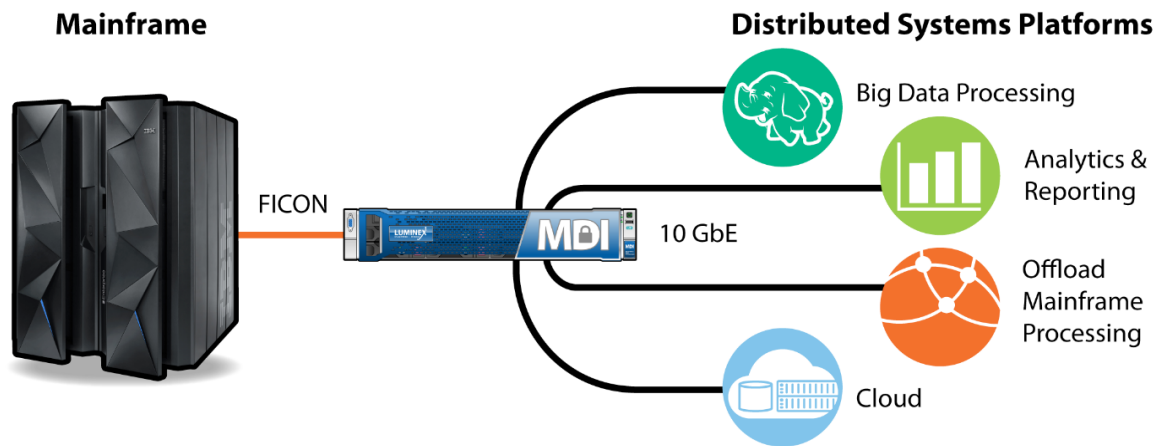 Mainframe
Distributed Systems Platforms
Big Data Processing
Analytics &
Reporting
FICON
LUMINEX
MDI
10 GbE
Offload
Mainframe
Processing
Cloud